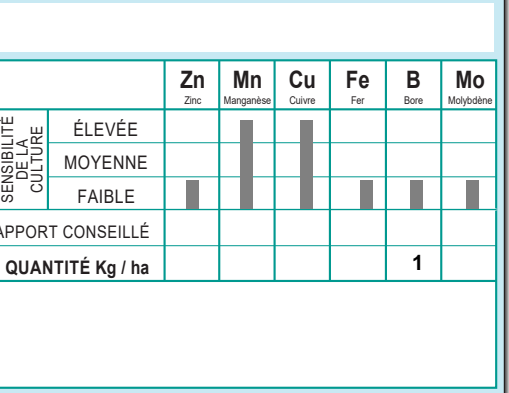 Zn Mn Cu Fe B Mo
Zinc Manganèse Cuivre Fer Bore Molybdène
SENSIBILITÉ
DE LA
CULTURE
ÉLEVÉE
MOYENNE
FAIBLE
APPORT CONSEILLÉ
QUANTITÉ Kg / ha 1